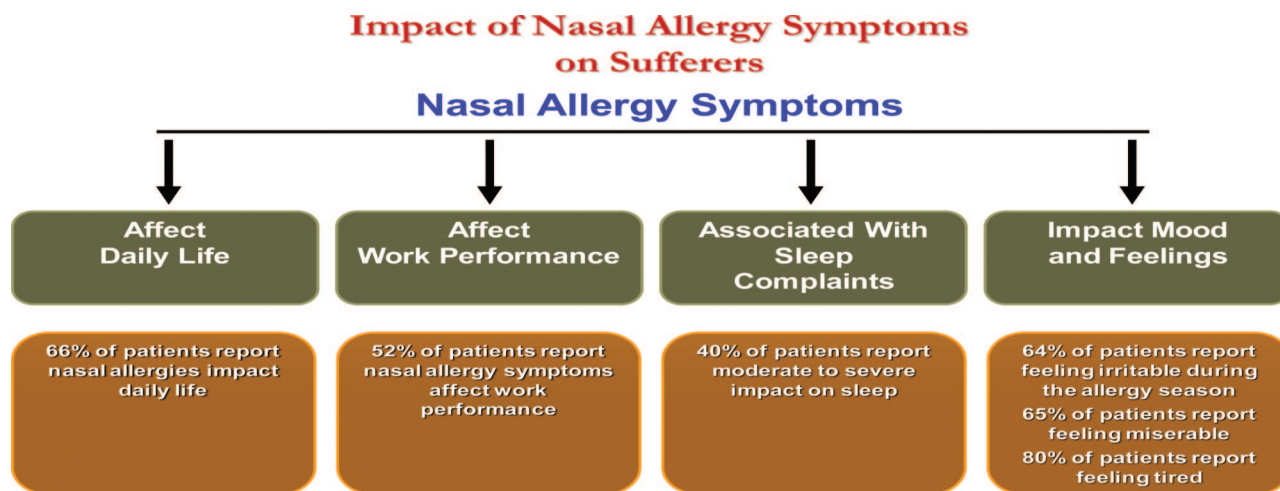 Impact of Nasal Allergy Symptoms
on Sufferers
Nasal Allergy Symptoms
Affect
Daily Life
Affect
Work Performance
Associated With
Sleep
Complaints
Impact Mood
and Feelings
66% of patients report
nasal allergies impact
daily life
52% of patients report
nasal allergy symptoms
affect work
performance
40% of patients report
moderate to severe
impact on sleep
64% of patients report
feeling irritable during
the allergy season
65% of patients report
feeling miserable
80% of patients report
feeling tired